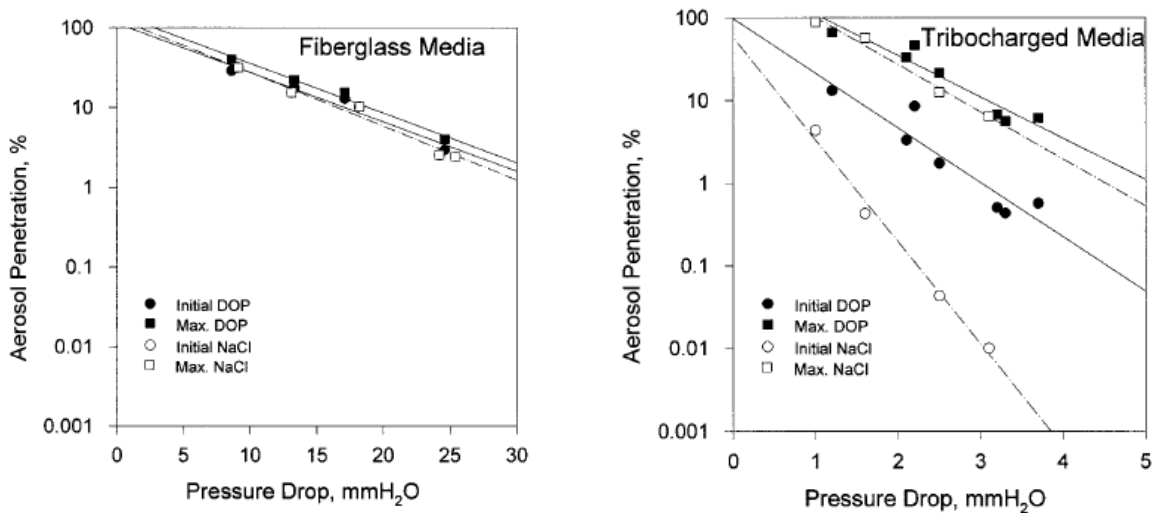 Fiberglass Media
Aerosol Penetration, %
100
10
1
0.1
0.01
0.001
Initial DOP
Max. DOP
Initial NaCl
Max. NaCl
0 5 10 15 20 25 30
Pressure Drop, mmH₂O
Tribocharged Media
Aerosol Penetration, %
100
10
1
0.1
0.01
0.001
Initial DOP
Max. DOP
Initial NaCl
Max. NaCl
0 1 2 3 4 5
Pressure Drop, mmH₂O